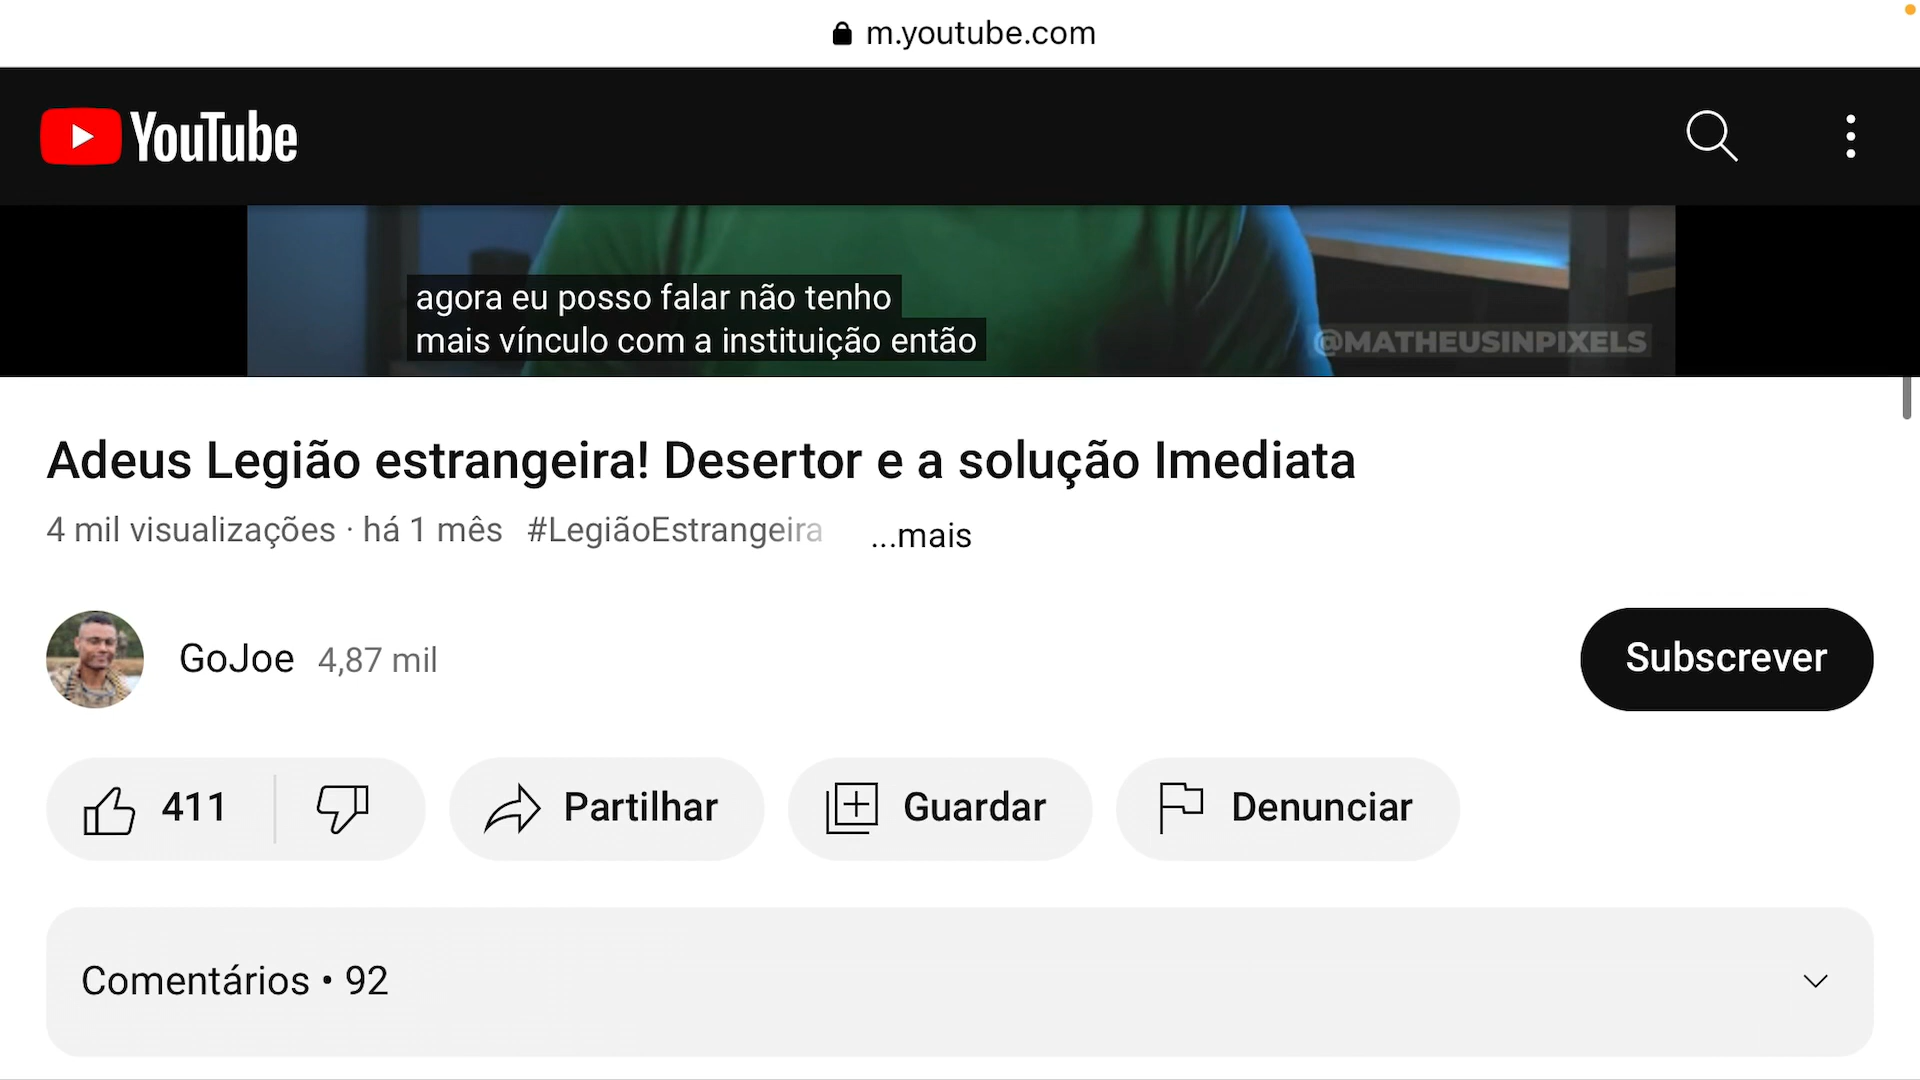 m.youtube.com
YouTube
agora eu posso falar não tenho
mais vínculo com a instituição então
@MATHEUSINPIXELS
Adeus Legião estrangeira! Desertor e a solução Imediata
4 mil visualizações · há 1 mês #LegiãoEstrangeira ...mais
GoJoe 4,87 mil
Subscrever
411
Partilhar
Guardar
Denunciar
Comentários • 92